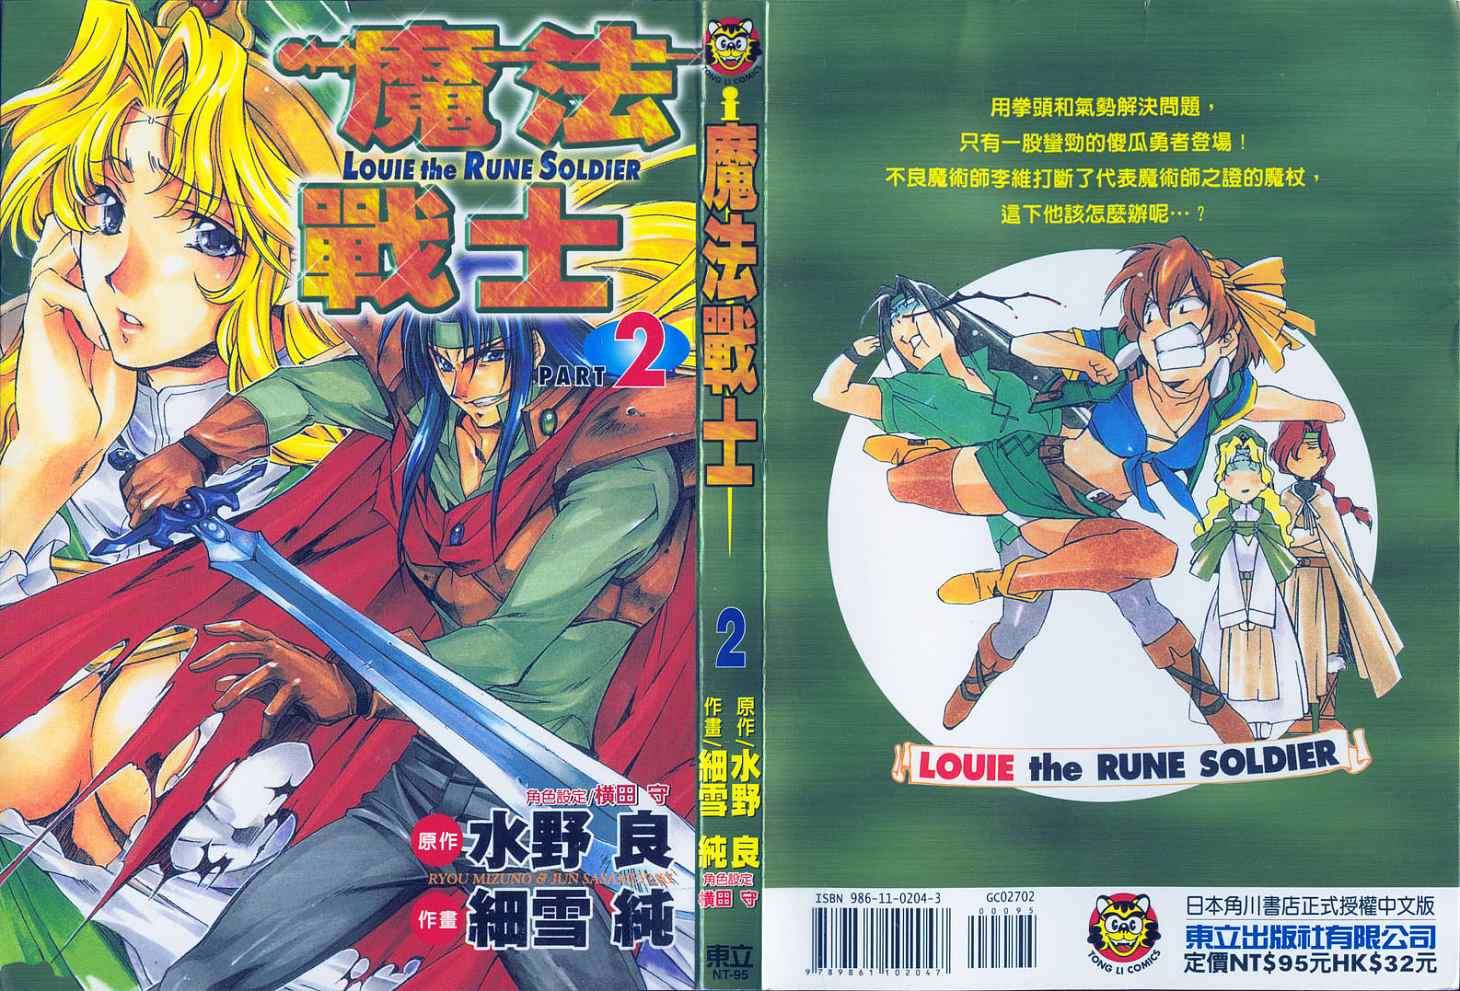 魔法
LOUIE the RUNE SOLDIER
戰士
PART 2
角色設定/橫田 守
原作 水野 良
作畫 細雪 純
TONG LI COMICS
魔法戰士
2
原作/水野 良
作畫/細雪 純
角色設定
橫田 守
東立
NT-95
用拳頭和氣勢解決問題，
只有一股蠻勁的傻瓜勇者登場！
不良魔術師李維打斷了代表魔術師之證的魔杖，
這下他該怎麼辦呢…？
LOUIE the RUNE SOLDIER
ISBN 986-11-0204-3
GC02702
00095
9789861102047
TONG LI COMICS
日本角川書店正式授權中文版
東立出版社有限公司
定價NT$95元HK$32元